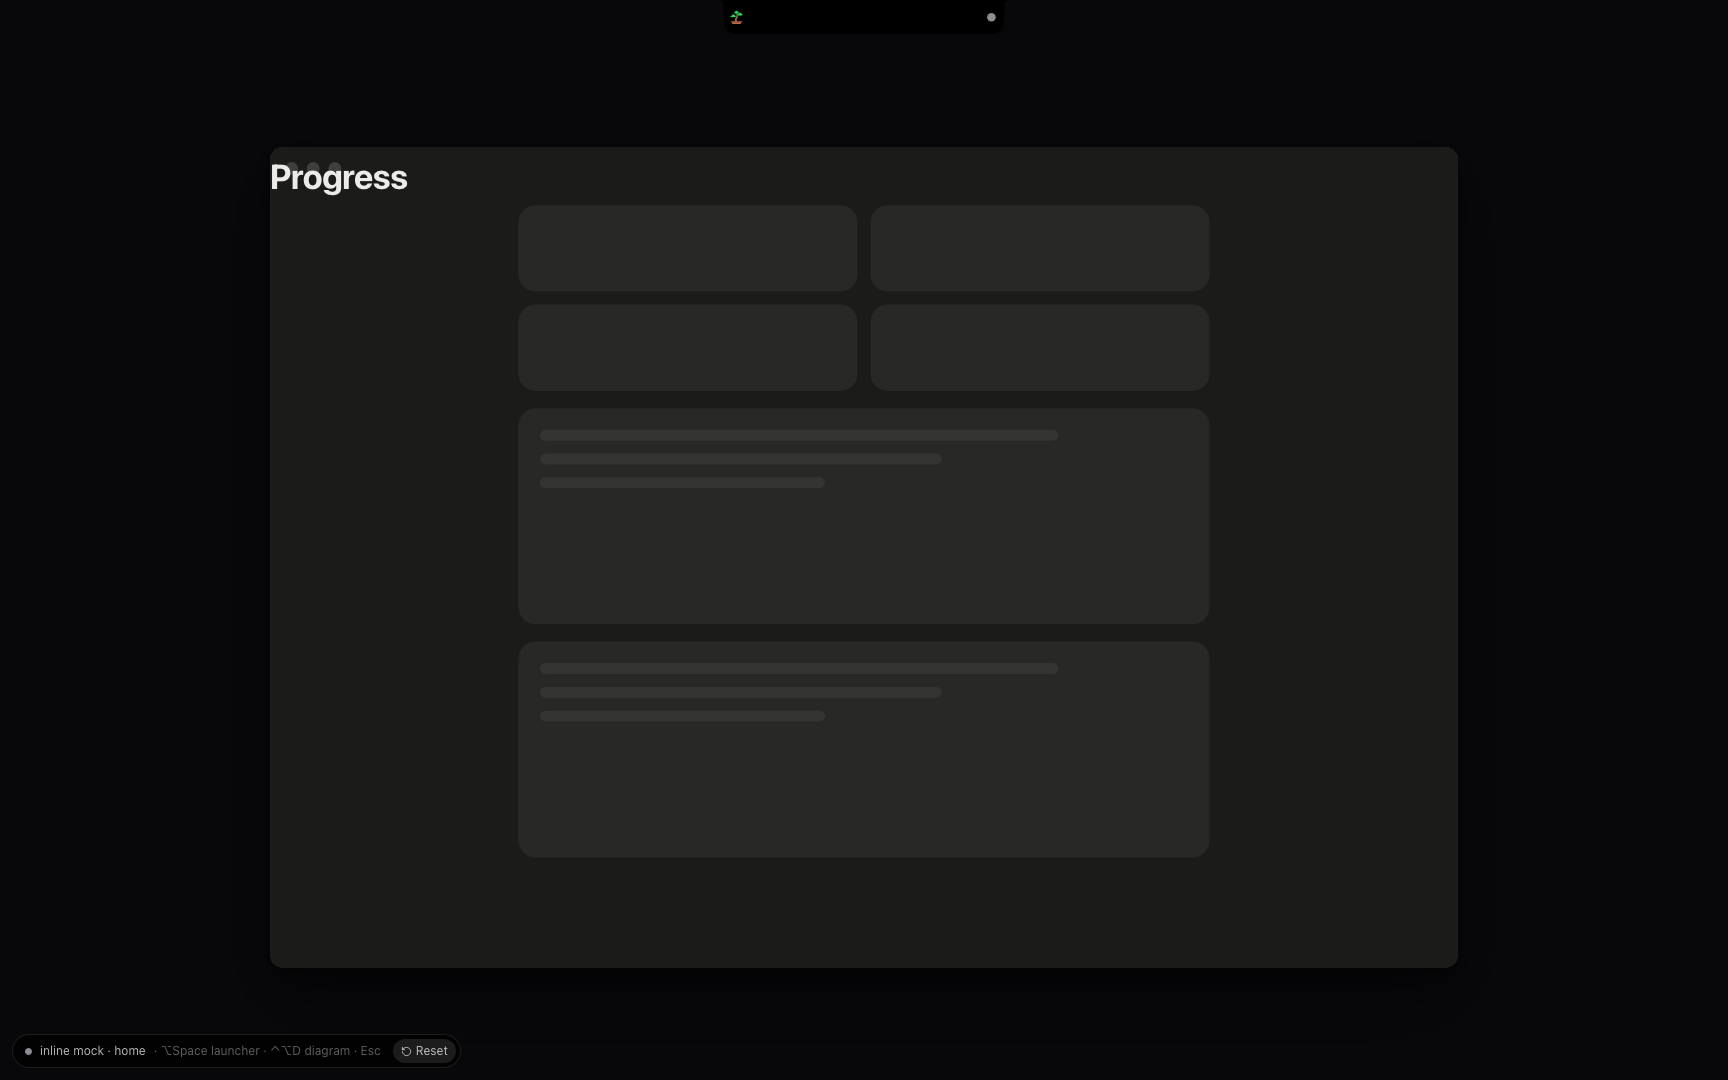 Progress
inline mock · home · ⌥Space launcher · ^⌥D diagram · Esc Reset